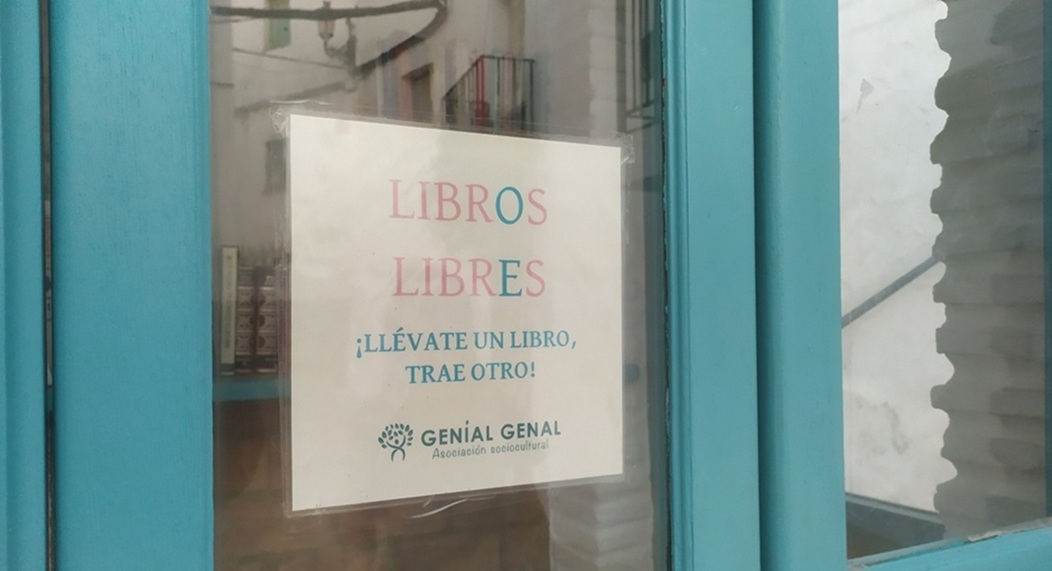 LIBROS
LIBRES
¡LLÉVATE UN LIBRO,
TRAE OTRO!
GENÍAL GENAL
Asociación sociocultural